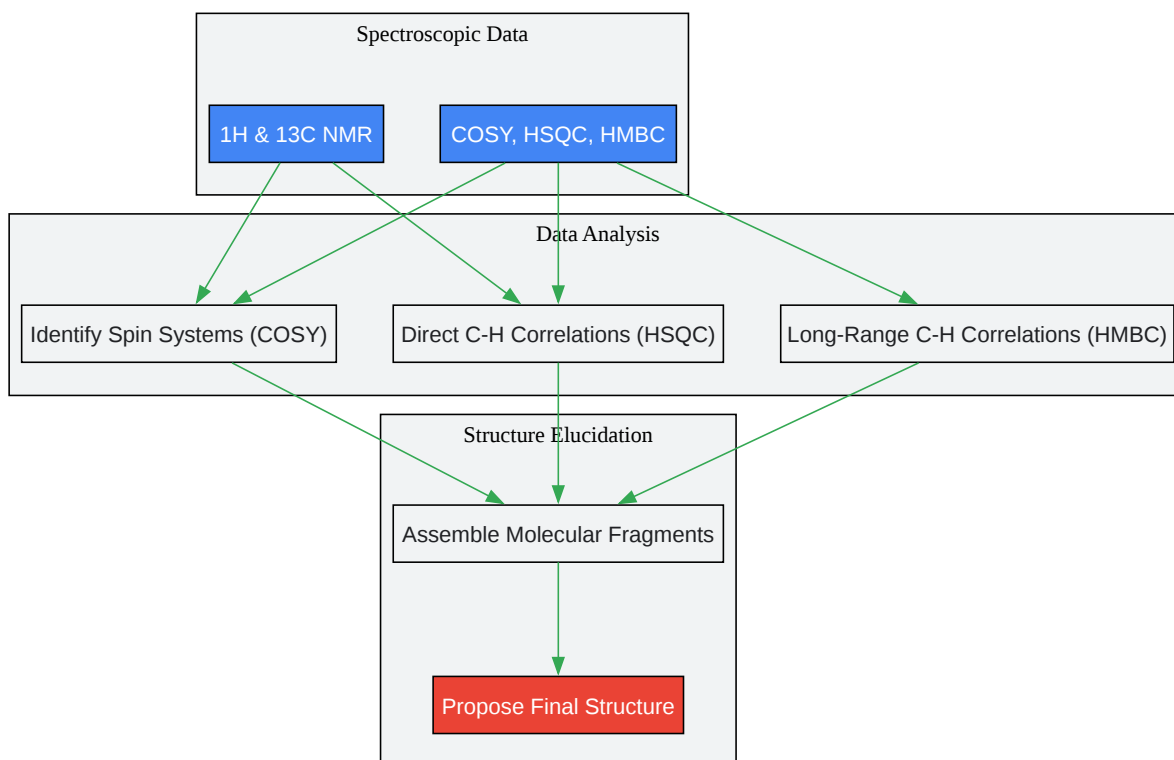 Spectroscopic Data
1H & 13C NMR
COSY, HSQC, HMBC
Data Analysis
Identify Spin Systems (COSY)
Direct C-H Correlations (HSQC)
Long-Range C-H Correlations (HMBC)
Structure Elucidation
Assemble Molecular Fragments
Propose Final Structure